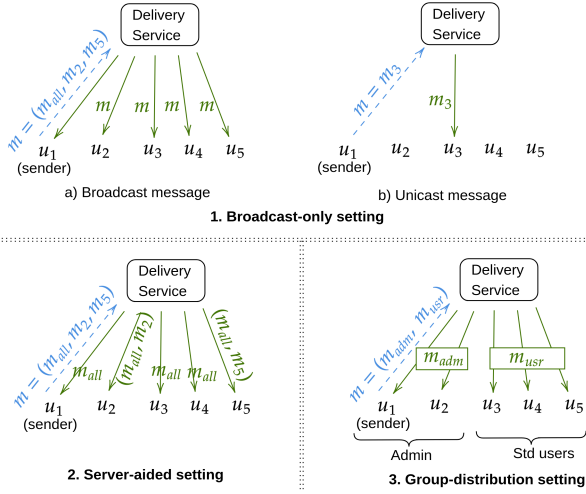 Delivery
Service
m = (m_all, m_2, m_5)
m m m m
u_1 u_2 u_3 u_4 u_5
(sender)
a) Broadcast message
Delivery
Service
m = m_3
m_3
u_1 u_2 u_3 u_4 u_5
(sender)
b) Unicast message
1. Broadcast-only setting
Delivery
Service
m = (m_all, m_2, m_5)
m_all (m_all, m_2) m_all m_all (m_all, m_5)
u_1 u_2 u_3 u_4 u_5
(sender)
2. Server-aided setting
Delivery
Service
m = (m_adm, m_usr)
m_adm m_usr
u_1 u_2 u_3 u_4 u_5
(sender)
Admin Std users
3. Group-distribution setting